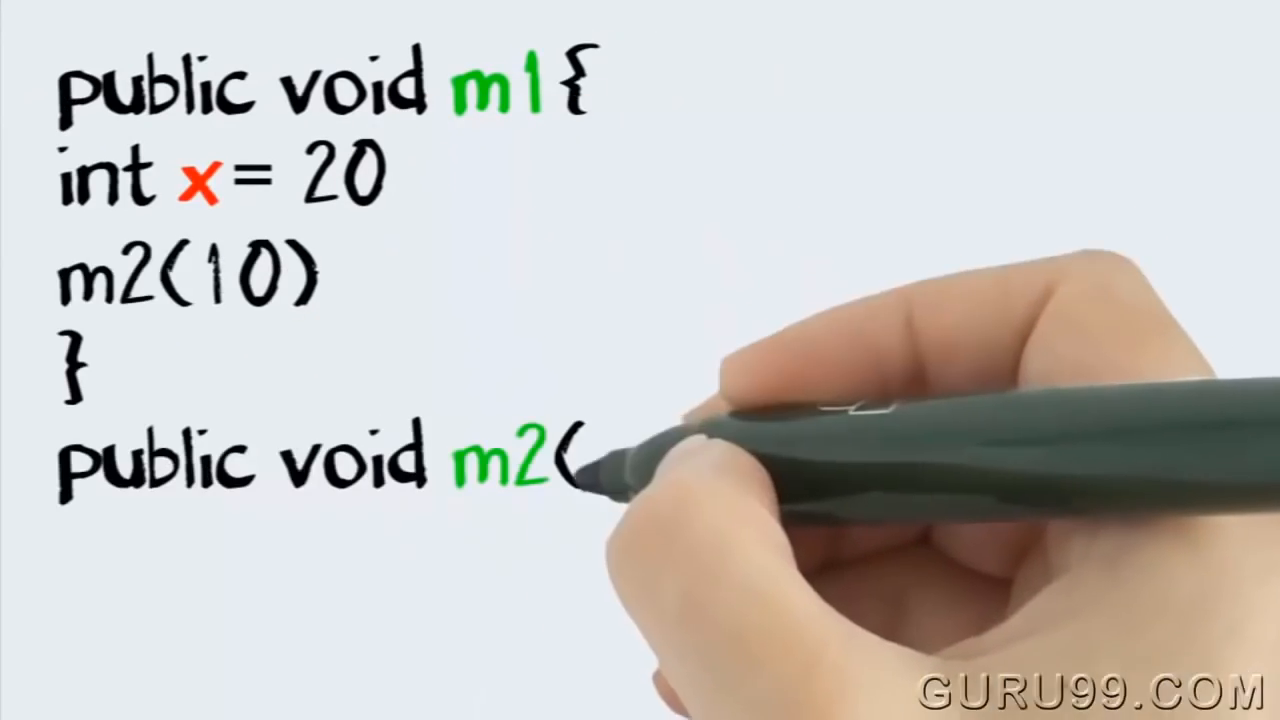 public void m1 {
int x = 20
m2(10)
}
public void m2(
GURU99.COM